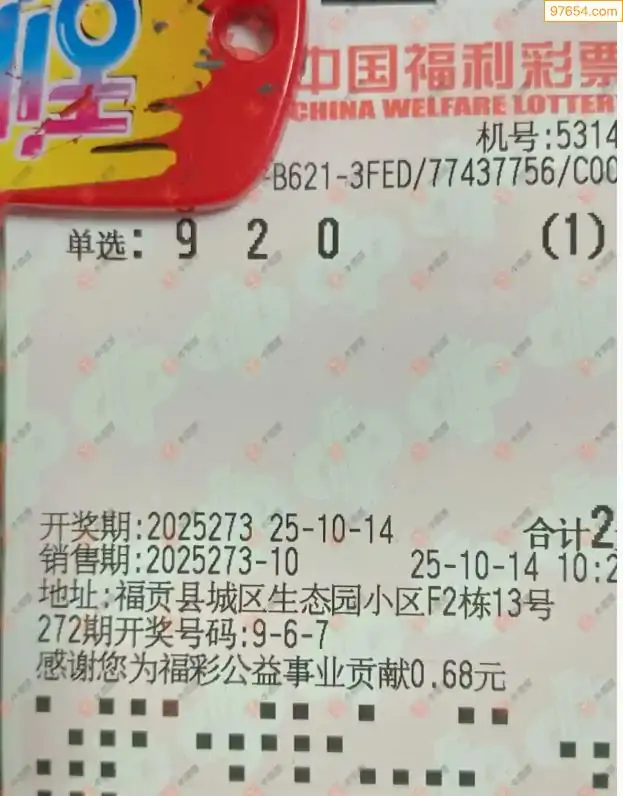 97654.com
中国福利彩票
CHINA WELFARE LOTTERY
机号:5314
-B621-3FED/77437756/C00
单选: 9 2 0 (1)
开奖期:2025273 25-10-14 合计2
销售期:2025273-10 25-10-14 10:2
地址:福贡县城区生态园小区F2栋13号
272期开奖号码:9-6-7
感谢您为福彩公益事业贡献0.68元